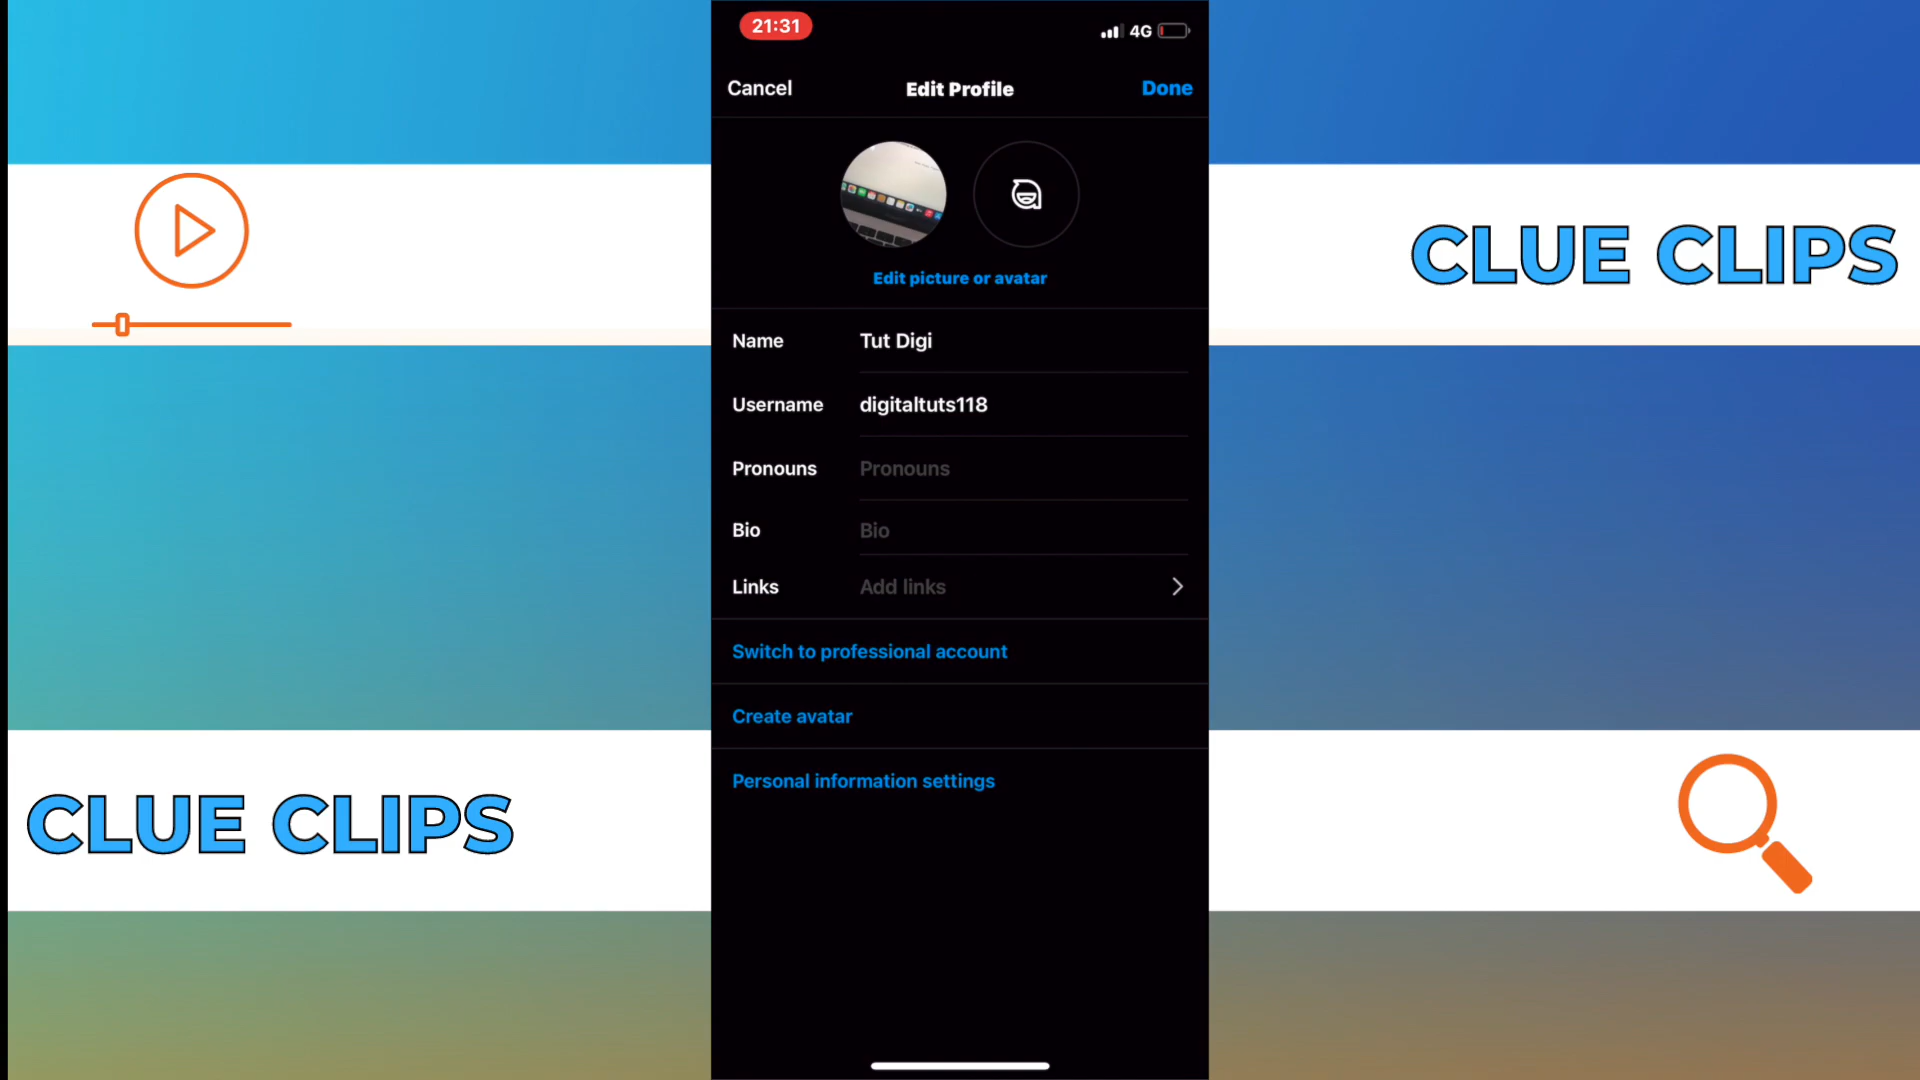 21:31
4G
Cancel
Edit Profile
Done
CLUE CLIPS
Edit picture or avatar
Name
Tut Digi
Username
digitaltuts118
Pronouns
Pronouns
Bio
Bio
Links
Add links
Switch to professional account
Create avatar
Personal information settings
CLUE CLIPS